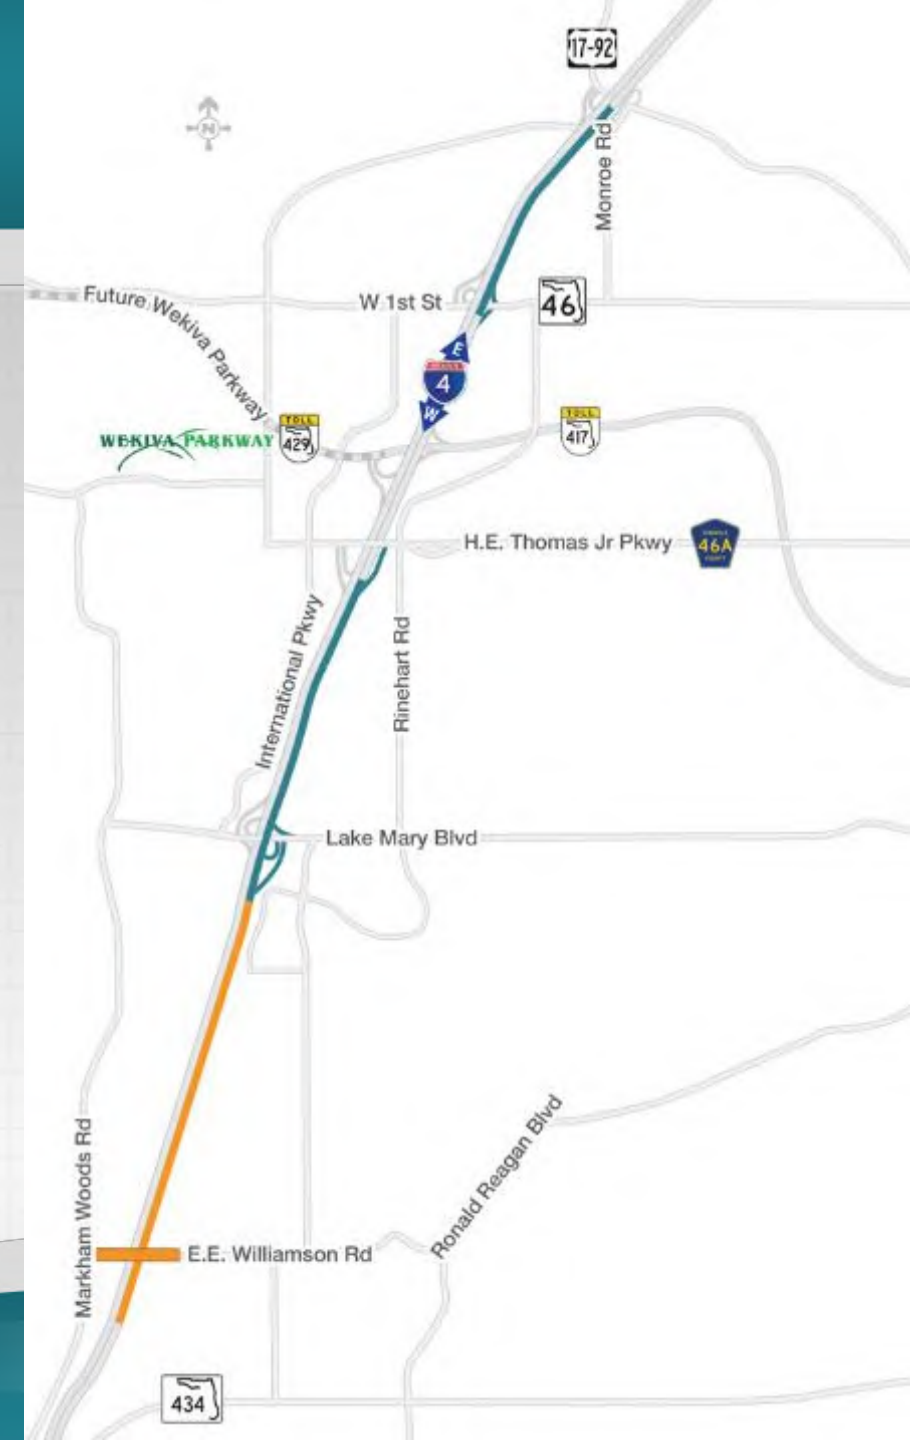 17-92
N
Monroe Rd
Future Wekiva Parkway
W 1st St
46
E
4
W
TOLL
429
WEKIVA PARKWAY
TOLL
417
H.E. Thomas Jr Pkwy
46A
International Pkwy
Rinehart Rd
Lake Mary Blvd
Markham Woods Rd
E.E. Williamson Rd
Ronald Reagan Blvd
434